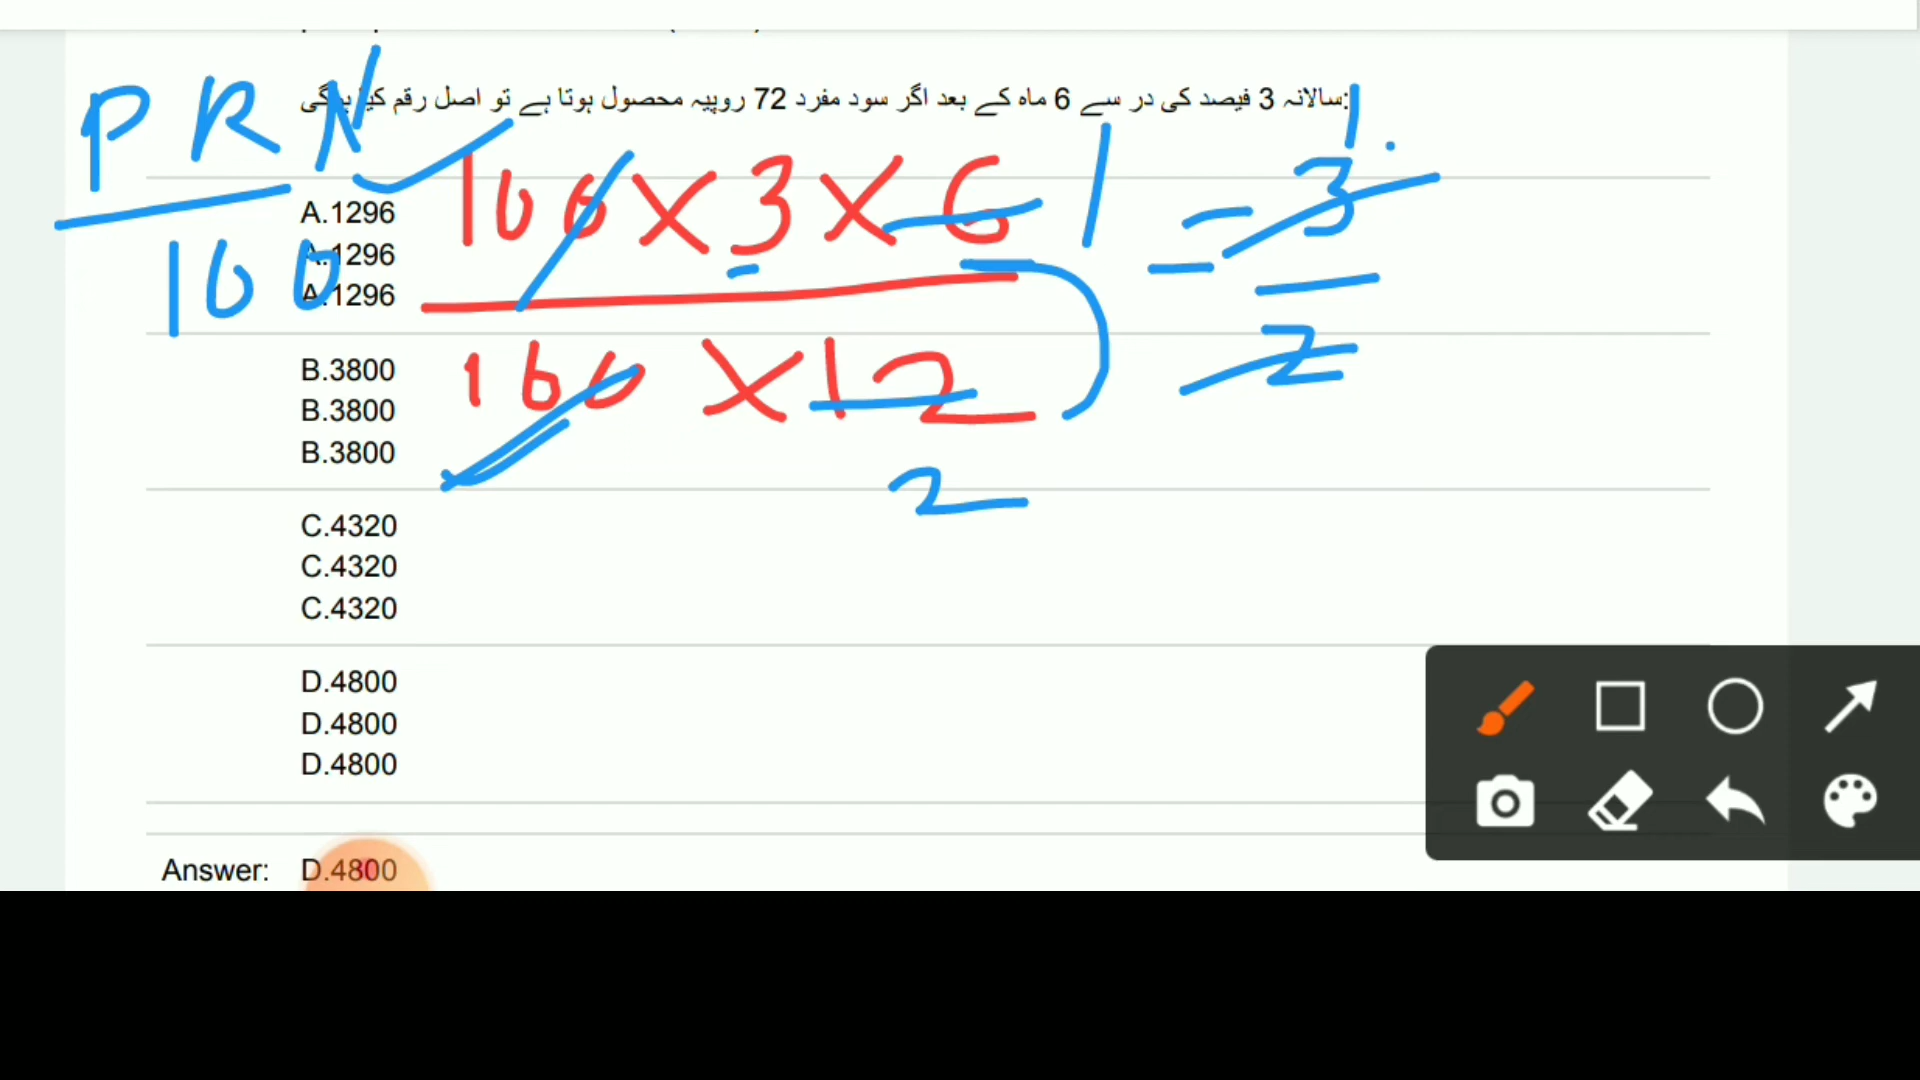 سالانہ 3 فیصد کی در سے 6 ماہ کے بعد اگر سود مفرد 72 روپیہ محصول ہوتا ہے تو اصل رقم کیا ہوگی:
P R N
100
100 X 3 X 6
100 X 12
1
2
= 3
2
1
A.1296
A.1296
A.1296
B.3800
B.3800
B.3800
C.4320
C.4320
C.4320
D.4800
D.4800
D.4800
Answer: D.4800